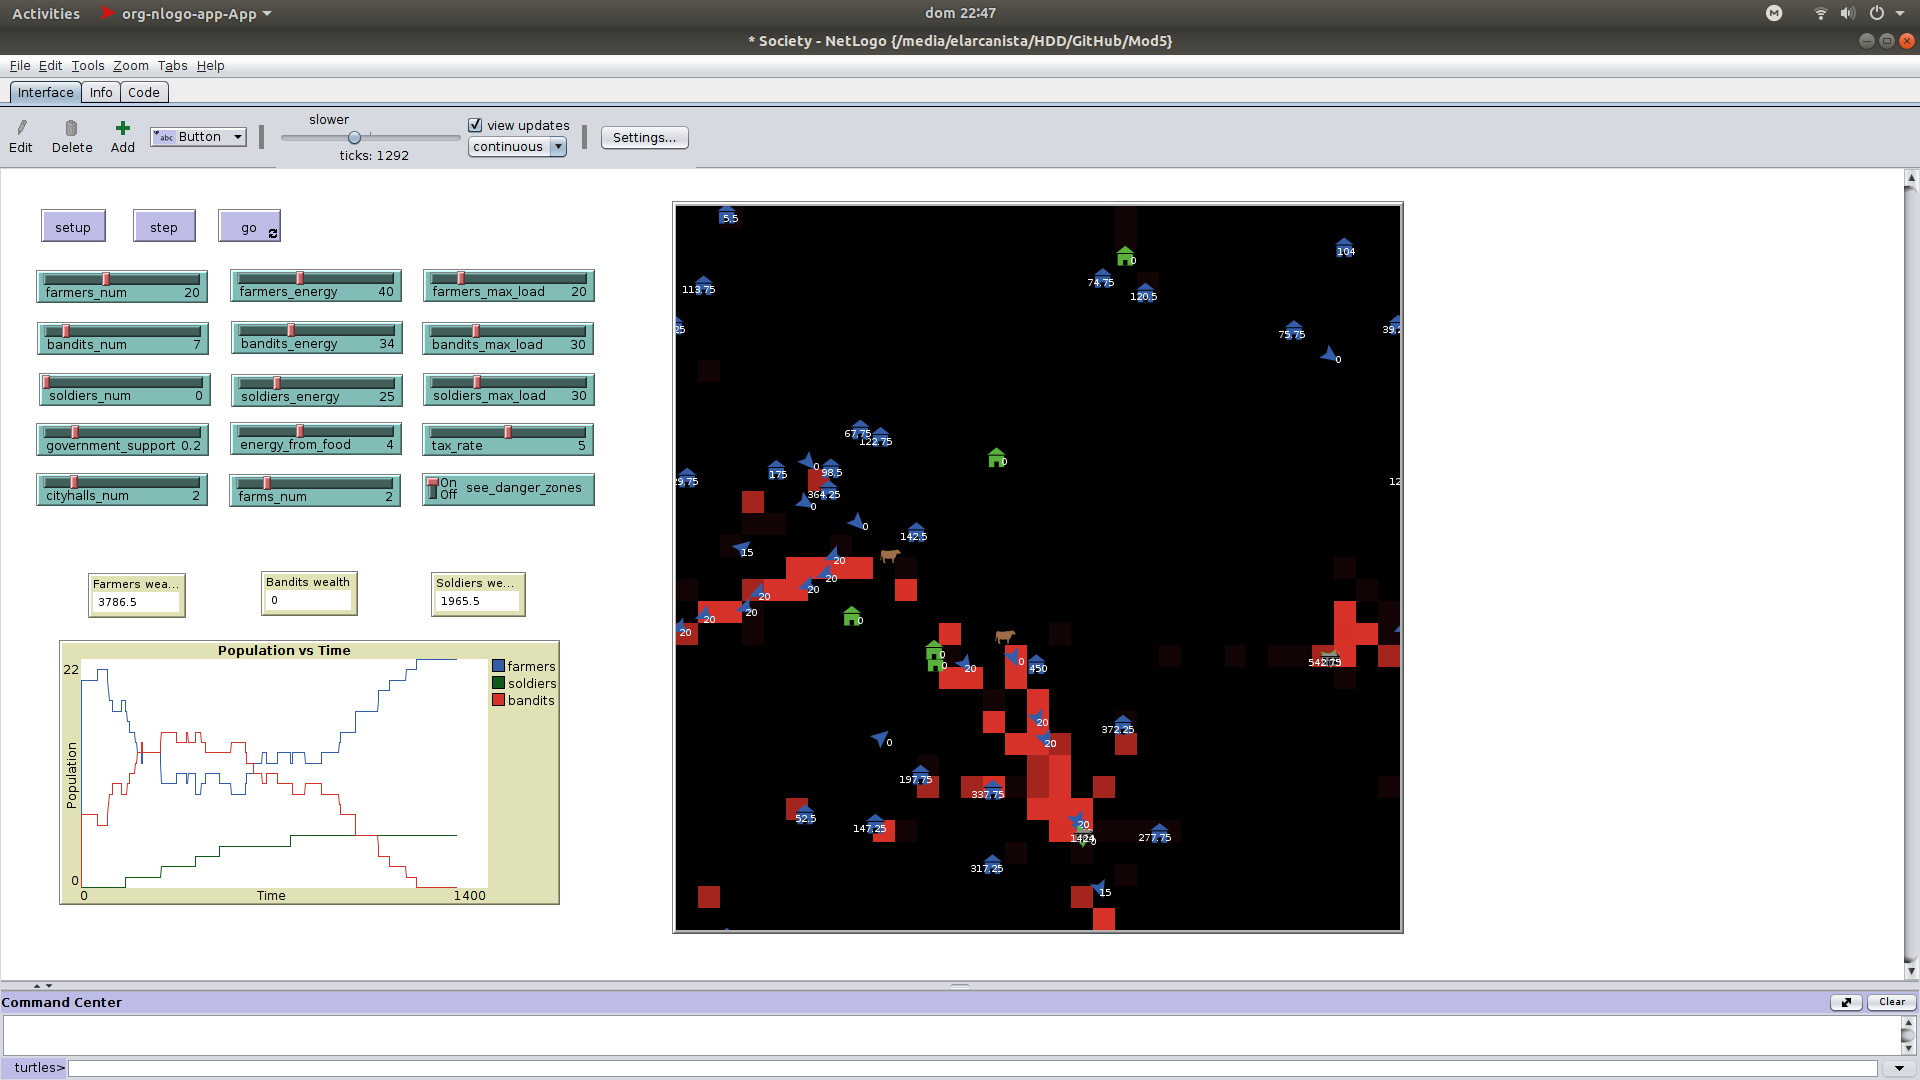 Activities org-nlogo-app-App dom 22:47 M
* Society - NetLogo {/media/elarcanista/HDD/GitHub/Mod5}
File Edit Tools Zoom Tabs Help
Interface Info Code
Edit Delete Add abc Button slower ticks: 1292 view updates continuous Settings...
setup step go
farmers_num 20 farmers_energy 40 farmers_max_load 20
bandits_num 7 bandits_energy 34 bandits_max_load 30
soldiers_num 0 soldiers_energy 25 soldiers_max_load 30
government_support 0.2 energy_from_food 4 tax_rate 5
cityhalls_num 2 farms_num 2 On Off see_danger_zones
Farmers wea... Bandits wealth Soldiers we...
3786.5 0 1965.5
Population vs Time
22
Population
0
0 Time 1400
farmers
soldiers
bandits
5.5
104
0
74.75
113.75 120.5
25 75.75 39.2
0
67.75 122.75
0 175 98.5 0
29.75 12
364.25
0
0
142.5
15
20
20
20 20
20 20
0
20
0 0 20 0 450
542.75
20 372.25
0 20
197.75
337.75
52.5 147.25 20
1424 0 277.75
317.25
15
Command Center Clear
turtles>